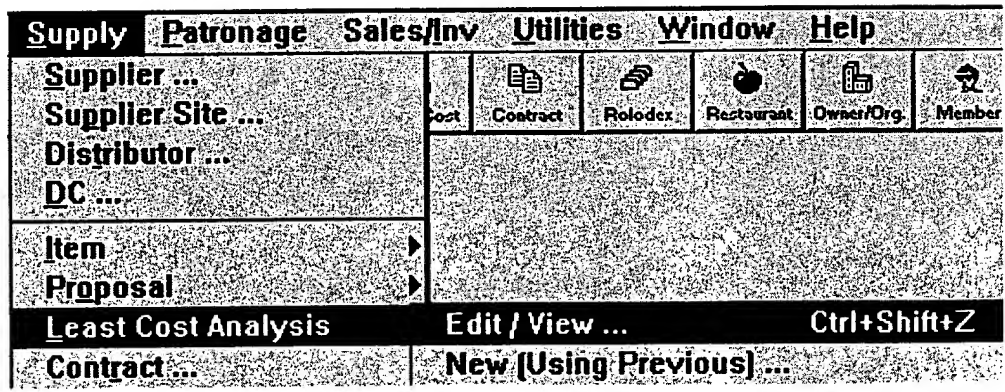 Supply Patronage Sales/Inv Utilities Window Help
Supplier ...
Supplier Site ...
Distributor ...
DC ...
Cost Contract Rolodex Restaurant Owner/Org. Member
Item
Proposal
Least Cost Analysis Edit / View ... Ctrl+Shift+Z
Contract ... New (Using Previous) ...